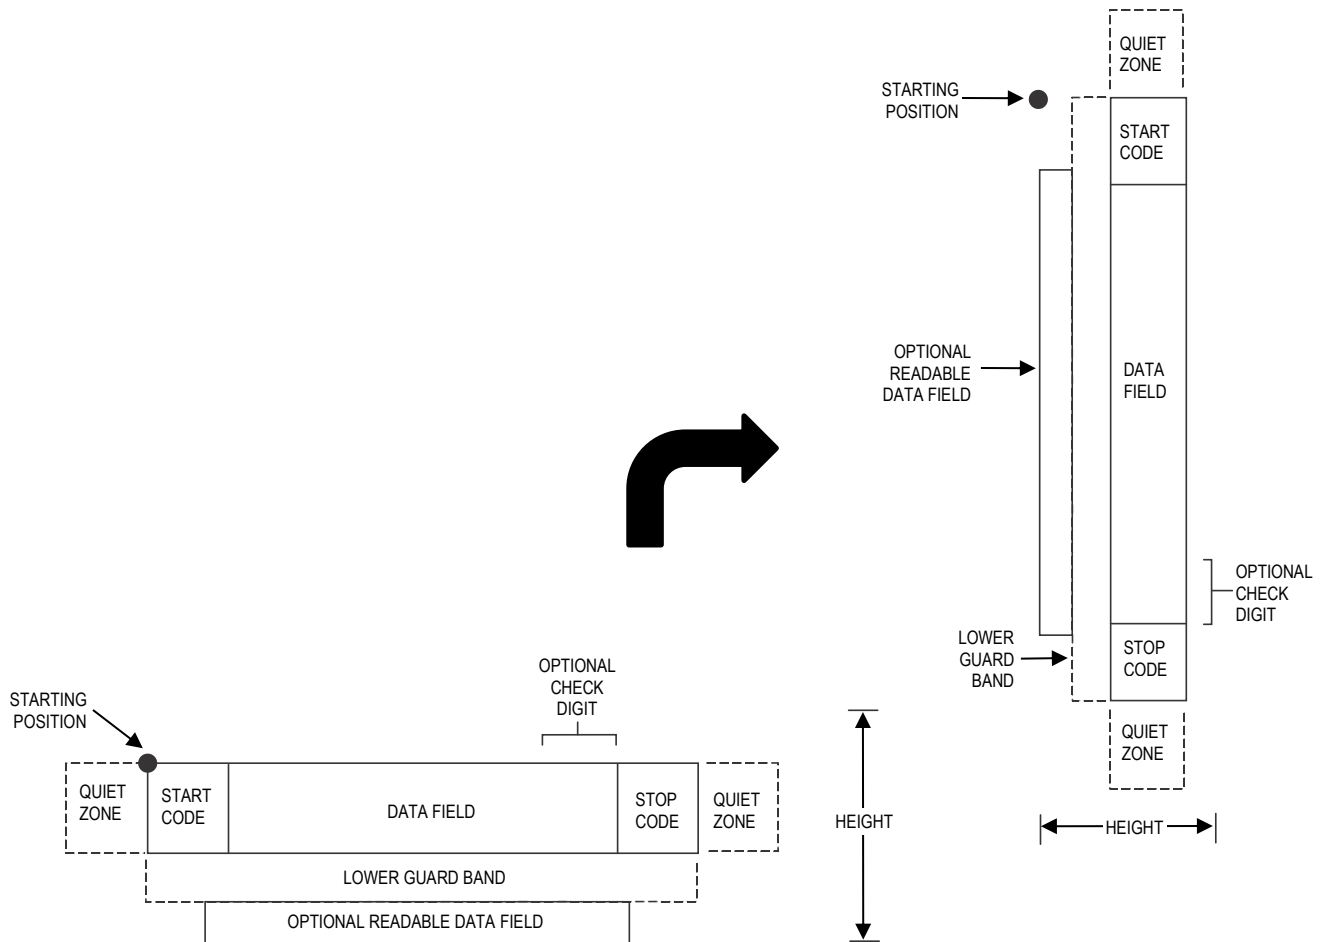 QUIET
ZONE
STARTING
POSITION
START
CODE
OPTIONAL
READABLE
DATA FIELD
DATA
FIELD
OPTIONAL
CHECK
DIGIT
LOWER
GUARD
BAND
STOP
CODE
QUIET
ZONE
HEIGHT
OPTIONAL
CHECK
DIGIT
STARTING
POSITION
QUIET
ZONE
START
CODE
DATA FIELD
STOP
CODE
QUIET
ZONE
HEIGHT
LOWER GUARD BAND
OPTIONAL READABLE DATA FIELD